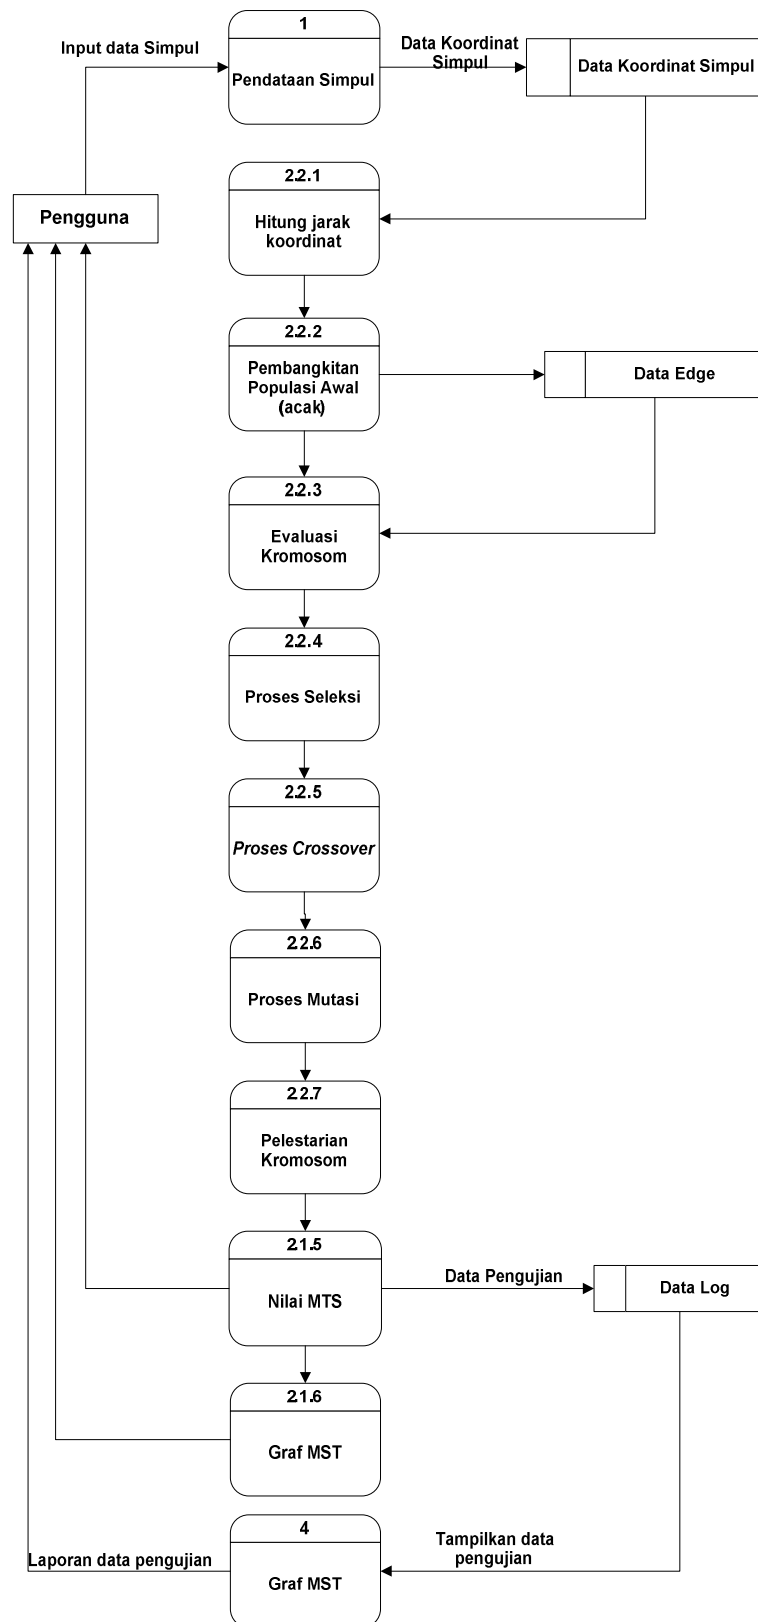 1
Input data Simpul
Pendataan Simpul
Data Koordinat
Simpul
Data Koordinat Simpul
Pengguna
2.2.1
Hitung jarak
koordinat
2.2.2
Pembangkitan
Populasi Awal
(acak)
Data Edge
2.2.3
Evaluasi
Kromosom
2.2.4
Proses Seleksi
2.2.5
Proses Crossover
2.2.6
Proses Mutasi
2.2.7
Pelestarian
Kromosom
2.1.5
Nilai MTS
Data Pengujian
Data Log
2.1.6
Graf MST
4
Graf MST
Laporan data pengujian
Tampilkan data
pengujian